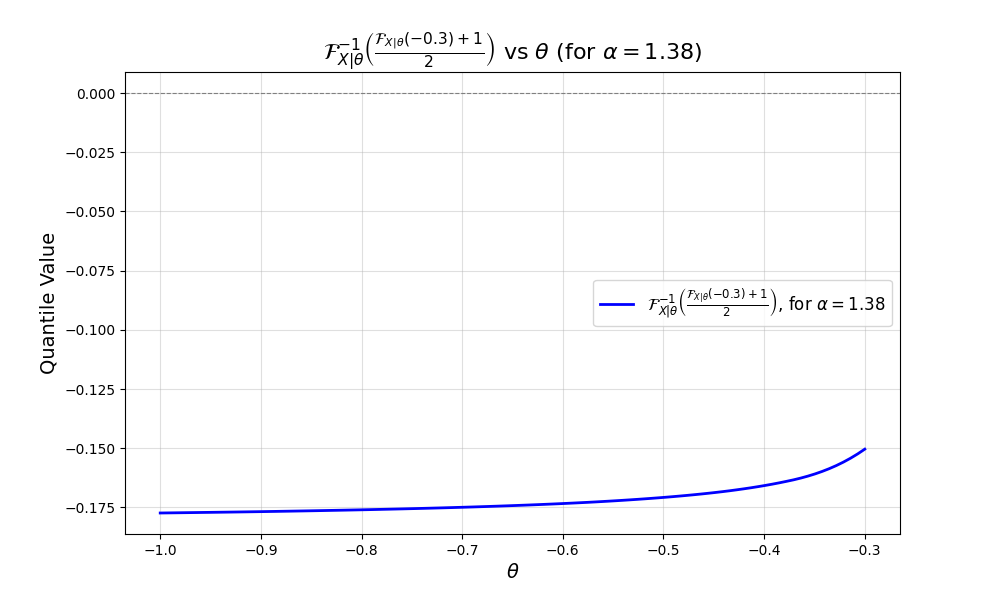 $\mathcal{F}_{X|\theta}^{-1}\left(\frac{\mathcal{F}_{X|\theta}(-0.3)+1}{2}\right)$ vs $\theta$ (for $\alpha = 1.38$)
0.000
−0.025
−0.050
−0.075
−0.100
−0.125
−0.150
−0.175
Quantile Value
$\mathcal{F}_{X|\theta}^{-1}\left(\frac{\mathcal{F}_{X|\theta}(-0.3)+1}{2}\right)$, for $\alpha = 1.38$
−1.0 −0.9 −0.8 −0.7 −0.6 −0.5 −0.4 −0.3
θ